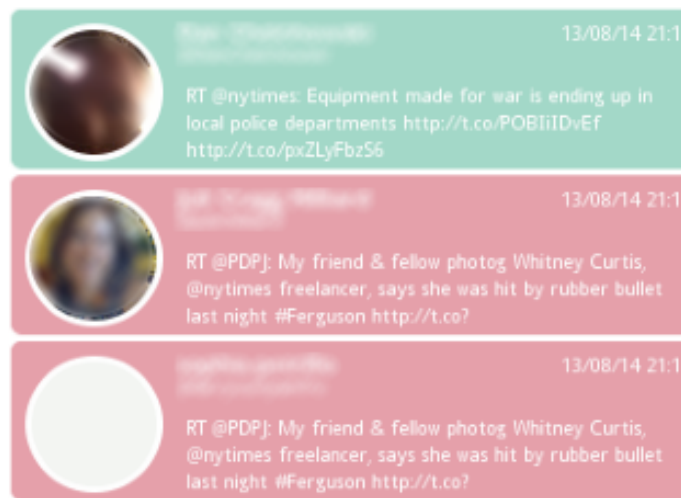 13/08/14 21:1
RT @nytimes: Equipment made for war is ending up in
local police departments http://t.co/POBIiIDvEf
http://t.co/pxZLyFbzS6
13/08/14 21:1
RT @PDPJ: My friend & fellow photog Whitney Curtis,
@nytimes freelancer, says she was hit by rubber bullet
last night #Ferguson http://t.co?
13/08/14 21:1
RT @PDPJ: My friend & fellow photog Whitney Curtis,
@nytimes freelancer, says she was hit by rubber bullet
last night #Ferguson http://t.co?